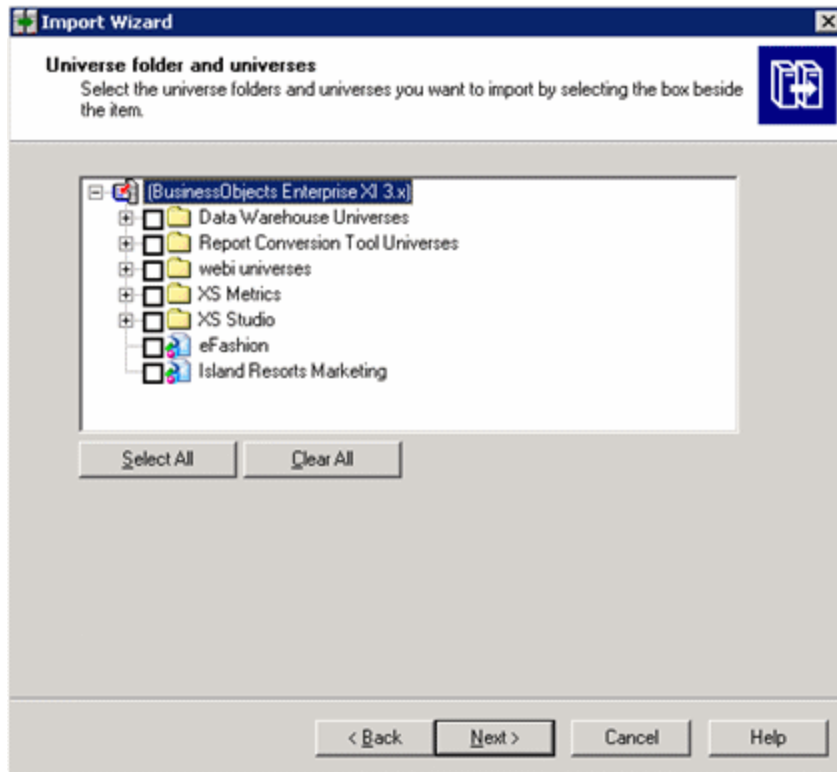 Import Wizard
Universe folder and universes
Select the universe folders and universes you want to import by selecting the box beside
the item.
(BusinessObjects Enterprise XI 3.x)
Data Warehouse Universes
Report Conversion Tool Universes
webi universes
XS Metrics
XS Studio
eFashion
Island Resorts Marketing
Select All Clear All
< Back Next > Cancel Help